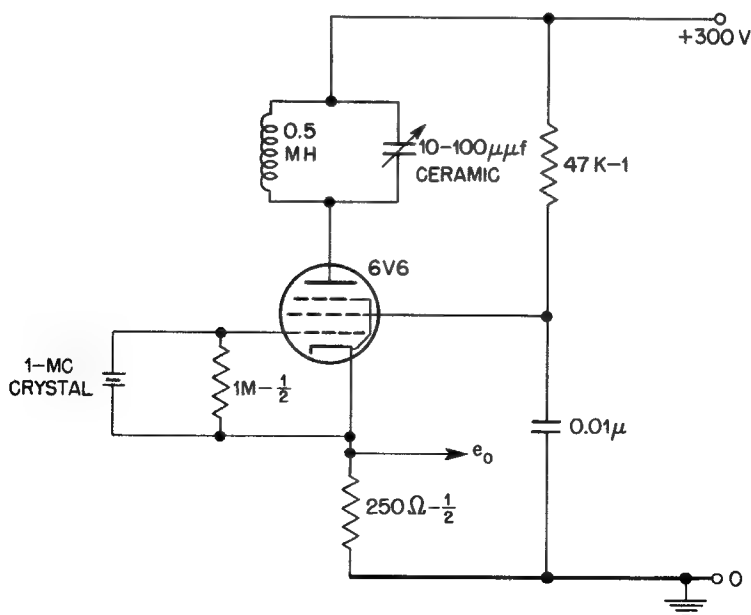 +300 V
0.5
MH
10-100μμf
CERAMIC
47 K-1
6V6
1-MC
CRYSTAL
1M-½
0.01μ
e₀
250Ω-½
0